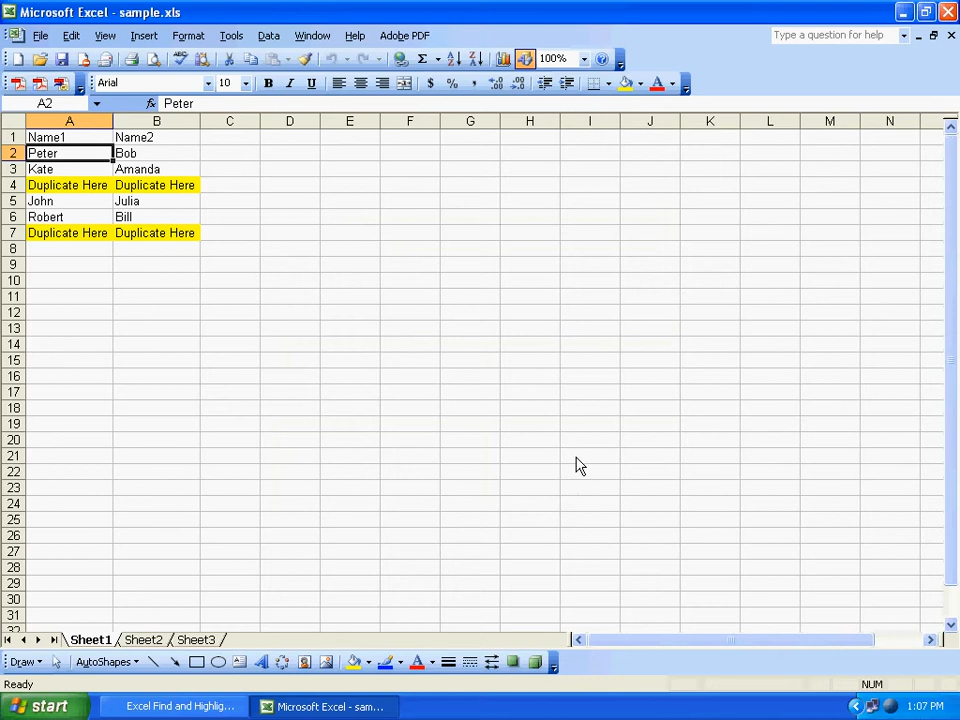 Microsoft Excel - sample.xls
File Edit View Insert Format Tools Data Window Help Adobe PDF
Type a question for help
100%
Arial 10 B I U $ % ,
A2 fx Peter
A B C D E F G H I J K L M N
1 Name1 Name2
2 Peter Bob
3 Kate Amanda
4 Duplicate Here Duplicate Here
5 John Julia
6 Robert Bill
7 Duplicate Here Duplicate Here
8
9
10
11
12
13
14
15
16
17
18
19
20
21
22
23
24
25
26
27
28
29
30
31
32
Sheet1 Sheet2 Sheet3
Draw AutoShapes
Ready NUM
start Excel Find and Highlig... Microsoft Excel - sam... 1:07 PM